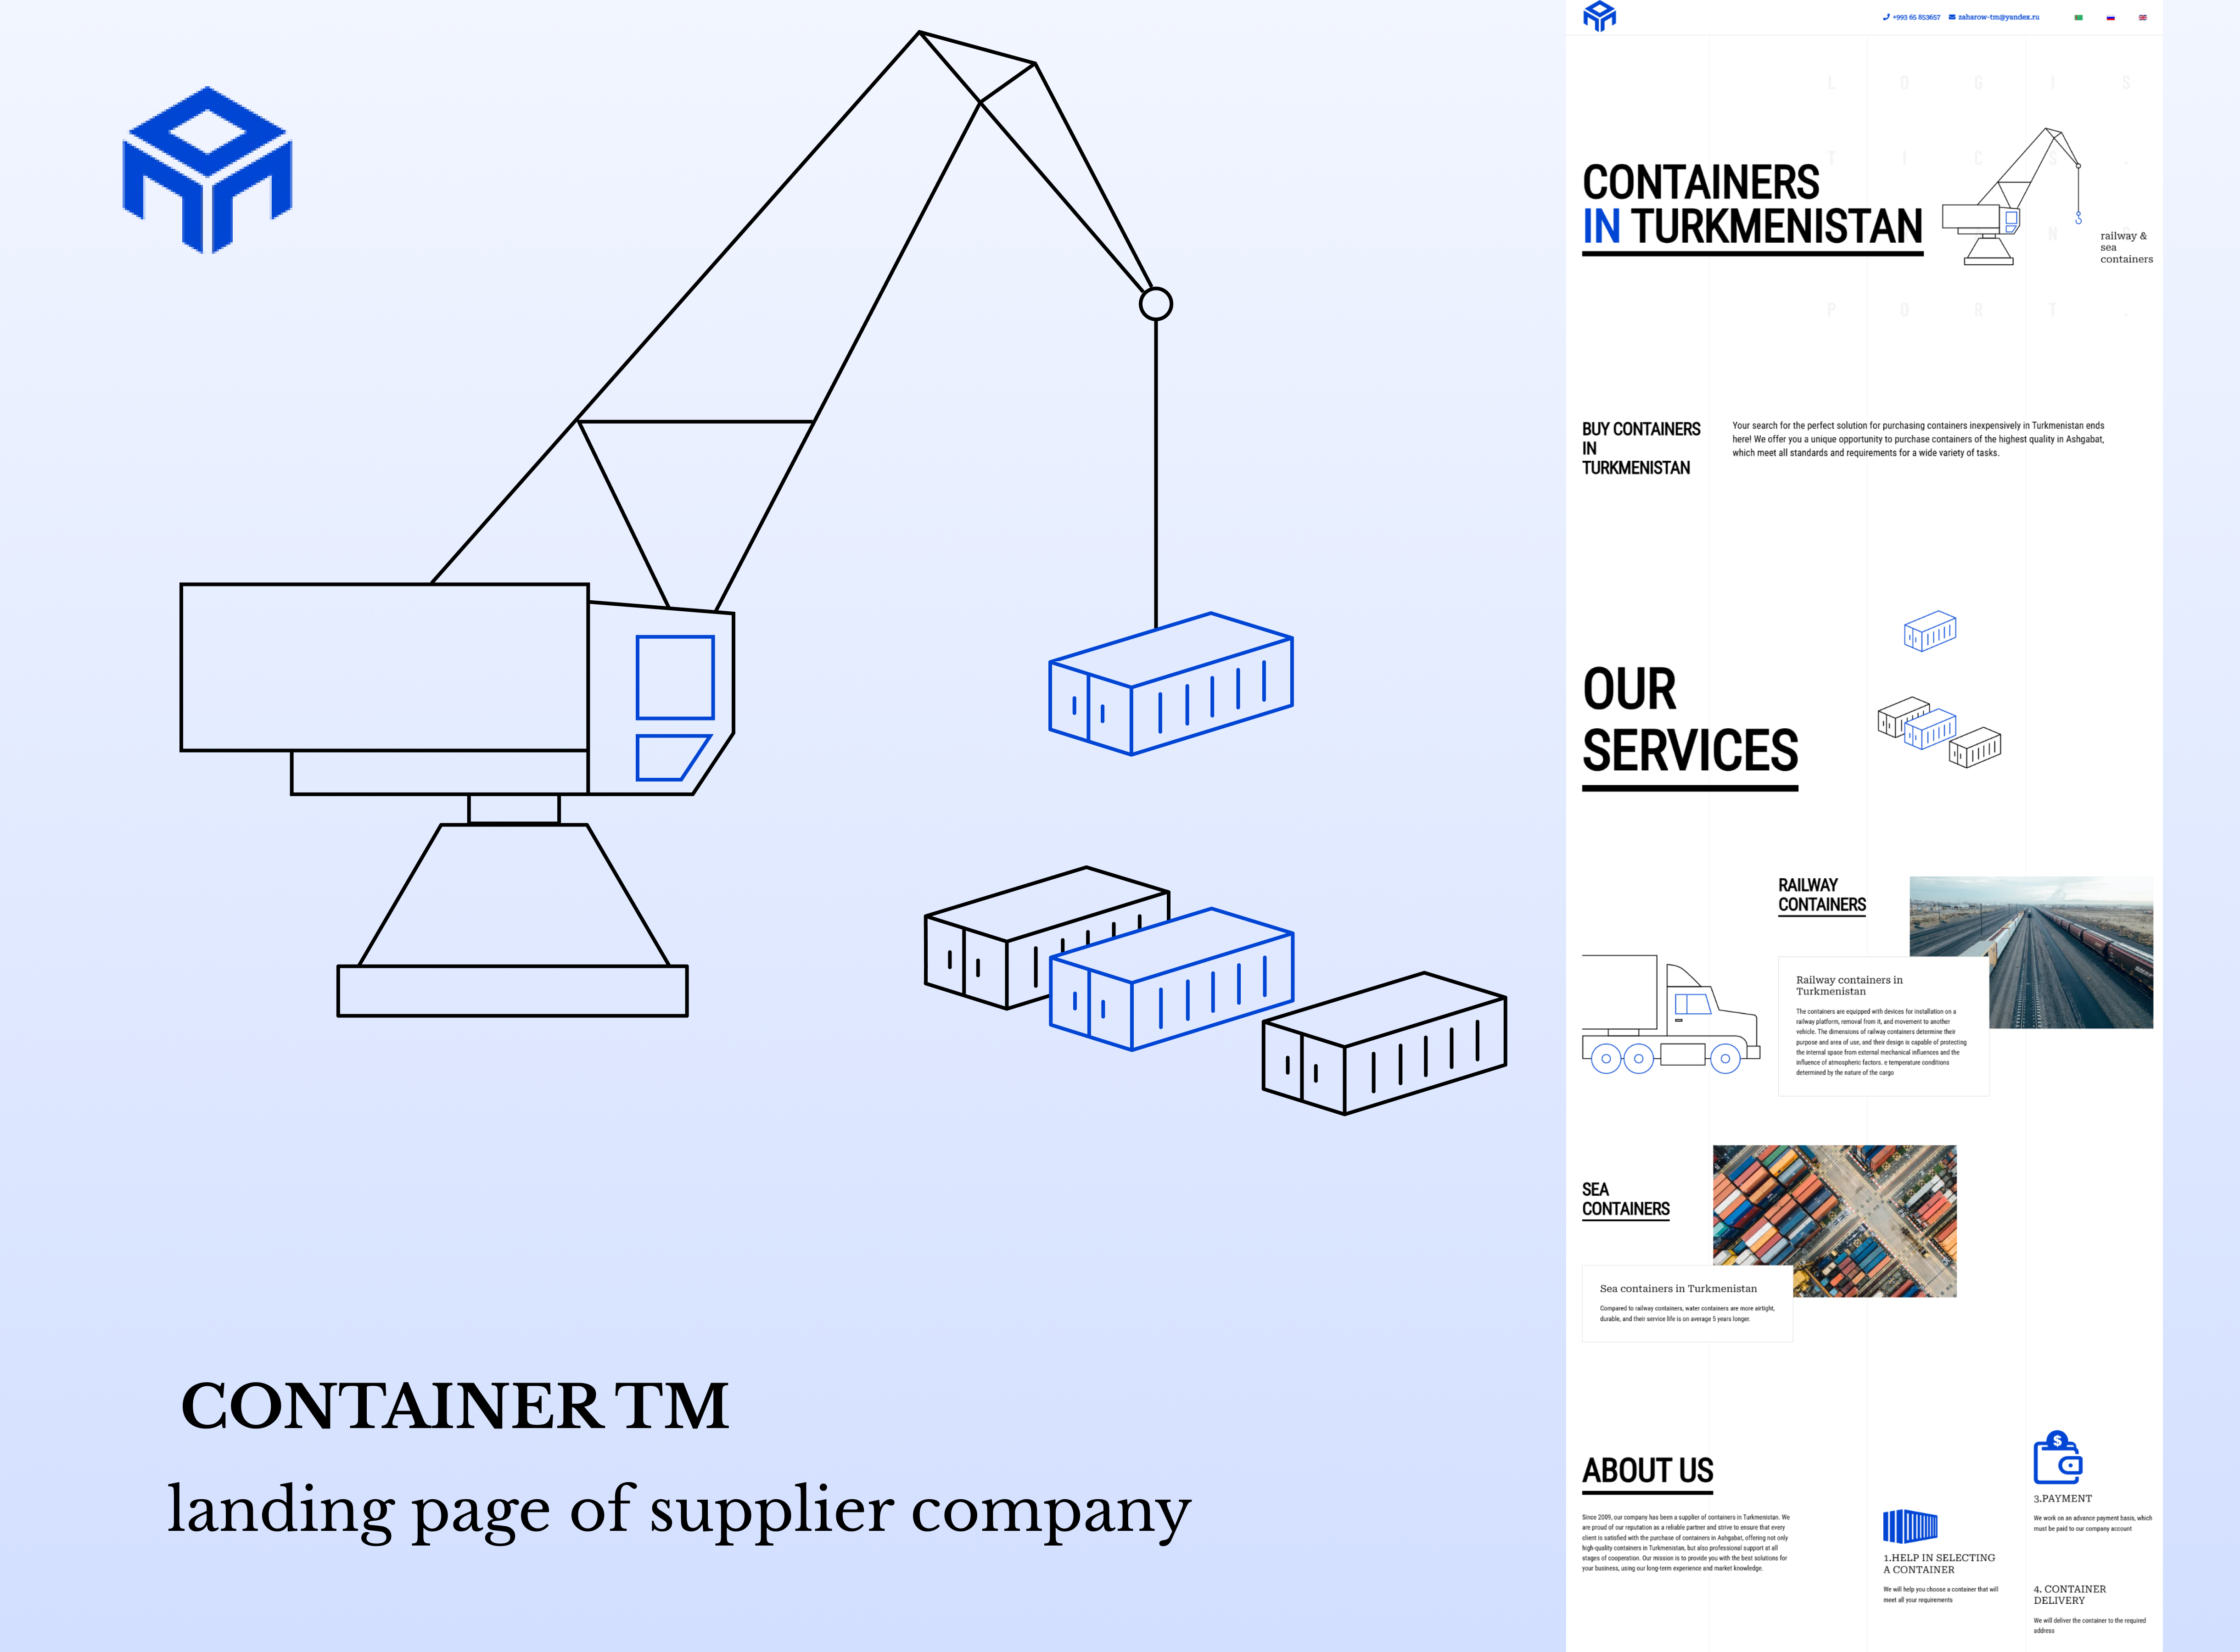 CONTAINER TM
landing page of supplier company
+993 65 853657 zaharow-tm@yandex.ru
L O G I S
T I C S .
N
P O R T .
CONTAINERS
IN TURKMENISTAN
railway &
sea
containers
BUY CONTAINERS
IN
TURKMENISTAN
Your search for the perfect solution for purchasing containers inexpensively in Turkmenistan ends
here! We offer you a unique opportunity to purchase containers of the highest quality in Ashgabat,
which meet all standards and requirements for a wide variety of tasks.
OUR
SERVICES
RAILWAY
CONTAINERS
Railway containers in
Turkmenistan
The containers are equipped with devices for installation on a
railway platform, removal from it, and movement to another
vehicle. The dimensions of railway containers determine their
purpose and area of use, and their design is capable of protecting
the internal space from external mechanical influences and the
influence of atmospheric factors. e temperature conditions
determined by the nature of the cargo
SEA
CONTAINERS
Sea containers in Turkmenistan
Compared to railway containers, water containers are more airtight,
durable, and their service life is on average 5 years longer.
ABOUT US
Since 2009, our company has been a supplier of containers in Turkmenistan. We
are proud of our reputation as a reliable partner and strive to ensure that every
client is satisfied with the purchase of containers in Ashgabat, offering not only
high-quality containers in Turkmenistan, but also professional support at all
stages of cooperation. Our mission is to provide you with the best solutions for
your business, using our long-term experience and market knowledge.
1.HELP IN SELECTING
A CONTAINER
We will help you choose a container that will
meet all your requirements
$
3.PAYMENT
We work on an advance payment basis, which
must be paid to our company account
4. CONTAINER
DELIVERY
We will deliver the container to the required
address